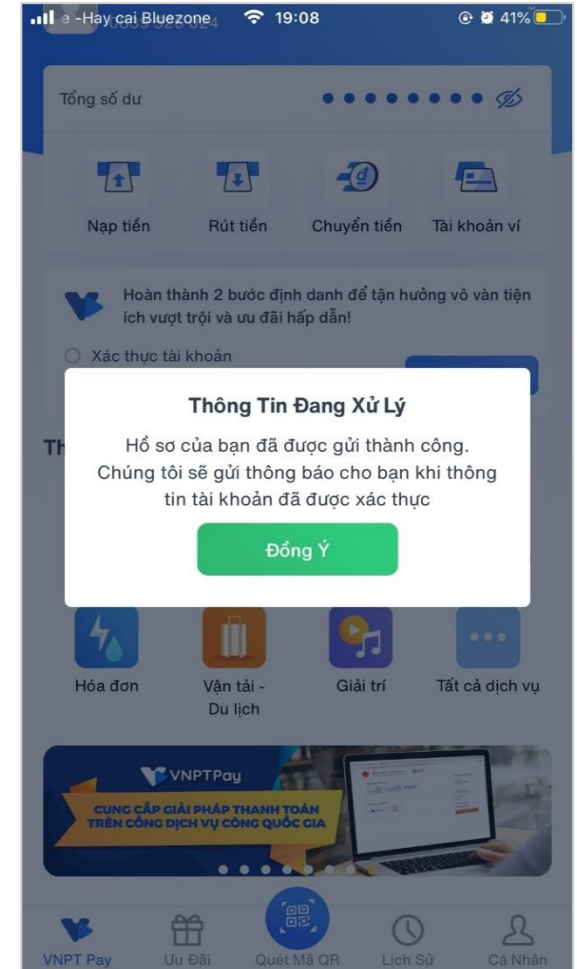 e -Hay cai Bluezone 19:08 41%
Tổng số dư
Nạp tiền Rút tiền Chuyển tiền Tài khoản ví
Hoàn thành 2 bước định danh để tận hưởng vô vàn tiện
ích vượt trội và ưu đãi hấp dẫn!
Xác thực tài khoản
Thông Tin Đang Xử Lý
Th
Hồ sơ của bạn đã được gửi thành công.
Chúng tôi sẽ gửi thông báo cho bạn khi thông
tin tài khoản đã được xác thực
Đồng Ý
Hóa đơn Vận tải - Giải trí Tất cả dịch vụ
Du lịch
VNPTPay
CUNG CẤP GIẢI PHÁP THANH TOÁN
TRÊN CỔNG DỊCH VỤ CÔNG QUỐC GIA
VNPT Pay Ưu Đãi Quét Mã QR Lịch Sử Cá Nhân